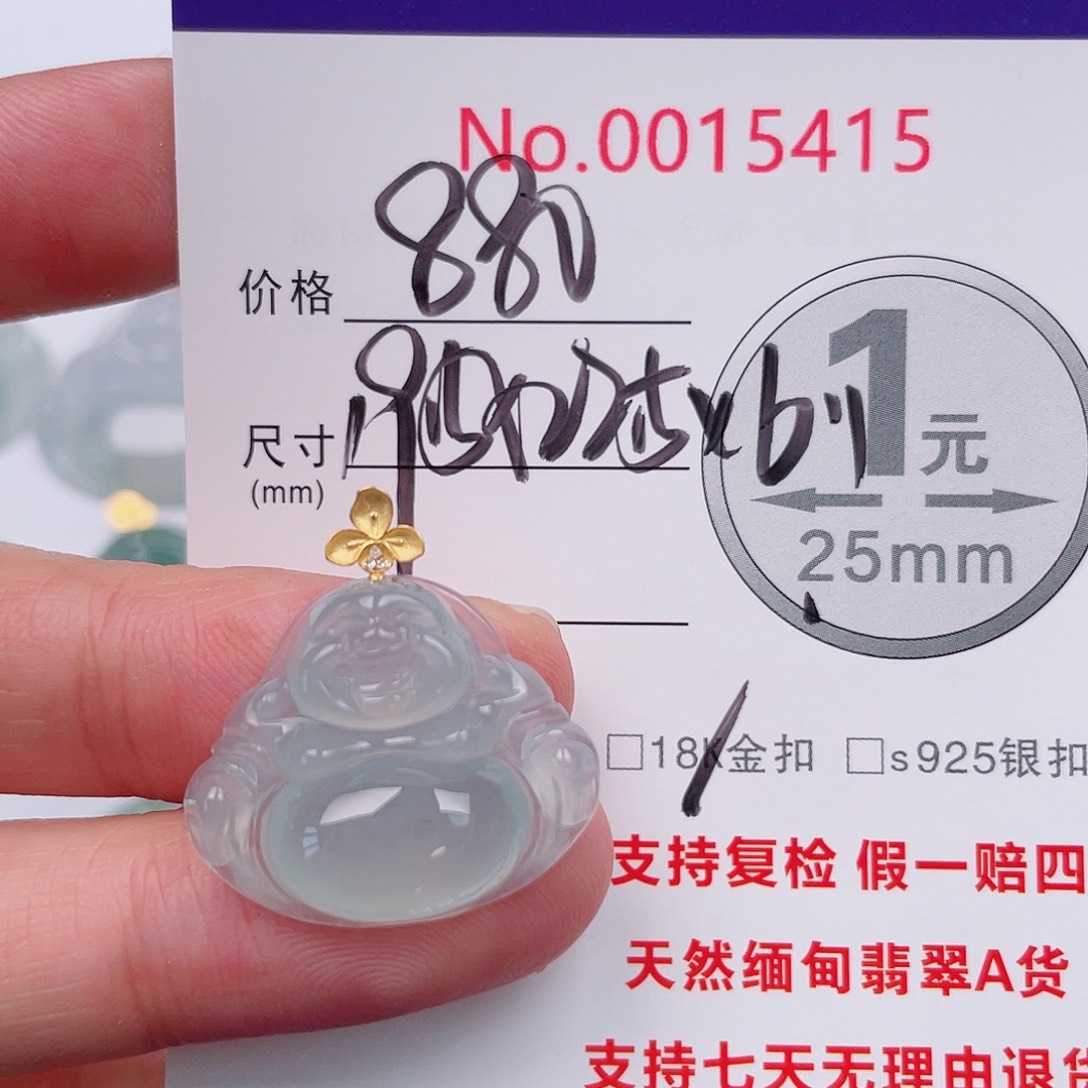 No.0015415
价格 880
尺寸
(mm)
1元
25mm
□18K金扣 □s925银扣
支持复检 假一赔四
天然缅甸翡翠A货
支持七天无理由退货